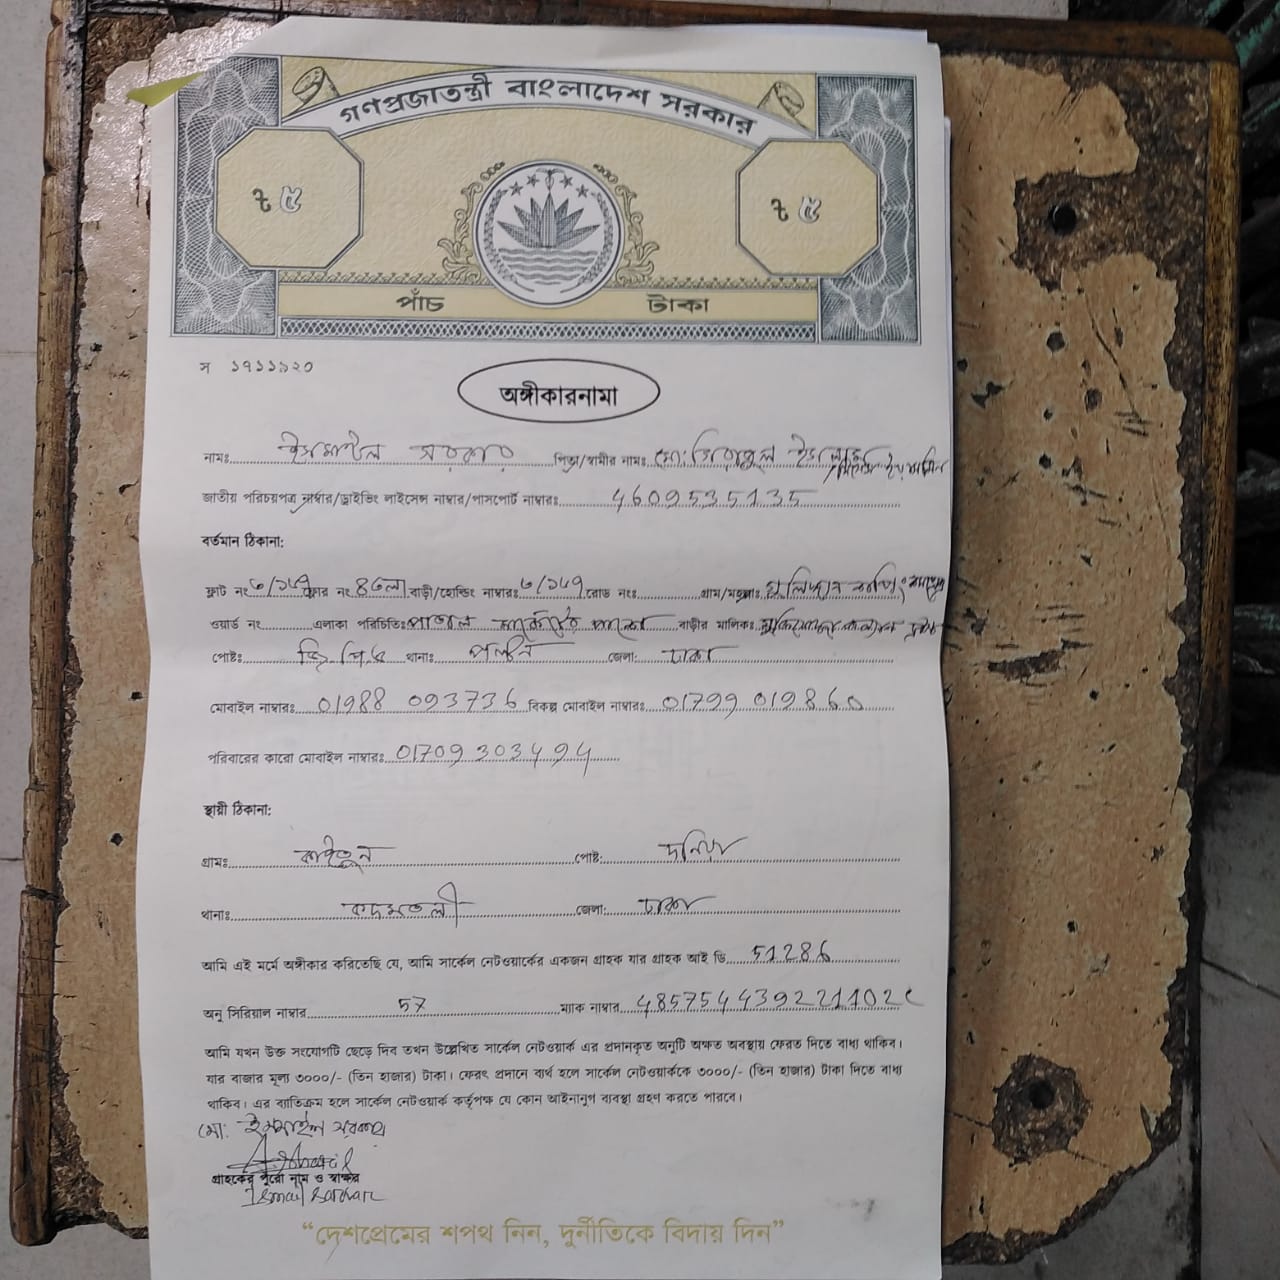 গণপ্রজাতন্ত্রী বাংলাদেশ সরকার
৳ ৫ ৳ ৫
পাঁচ টাকা
স ১৭১১৯২০
অঙ্গীকারনামা
নামঃ ইসমাইল সরকার পিতা/স্বামীর নামঃ মো: সিরাজুল ইসলাম
জাতীয় পরিচয়পত্র নাম্বার/ড্রাইভিং লাইসেন্স নাম্বার/পাসপোর্ট নাম্বারঃ 4609535135
বর্তমান ঠিকানা:
ফ্লাট নং ৬/১৮৭ ফ্লোর নং ৪তলা বাড়ী/হোল্ডিং নাম্বারঃ ৬/১৮৭ রোড নংঃ গ্রাম/মহল্লাঃ
ওয়ার্ড নং এলাকা পরিচিতিঃ মার্কেটের বাড়ীর মালিকঃ
পোষ্টঃ জি.পি.ও থানাঃ পল্টন জেলা: ঢাকা
মোবাইল নাম্বারঃ 01988 093736 বিকল্প মোবাইল নাম্বারঃ 01799 019860
পরিবারের কারো মোবাইল নাম্বারঃ 01709 303494
স্থায়ী ঠিকানা:
গ্রামঃ পোষ্ট: দনিয়া
থানাঃ কদমতলী জেলা: ঢাকা
আমি এই মর্মে অঙ্গীকার করিতেছি যে, আমি সার্কেল নেটওয়ার্কের একজন গ্রাহক যার গ্রাহক আই ডি 51286
অনু সিরিয়াল নাম্বার 57 ম্যাক নাম্বার 485754439221102C
আমি যখন উক্ত সংযোগটি ছেড়ে দিব তখন উল্লেখিত সার্কেল নেটওয়ার্ক এর প্রদানকৃত অনুটি অক্ষত অবস্থায় ফেরত দিতে বাধ্য থাকিব।
যার বাজার মূল্য ৩০০০/- (তিন হাজার) টাকা। ফেরৎ প্রদানে ব্যর্থ হলে সার্কেল নেটওয়ার্ককে ৩০০০/- (তিন হাজার) টাকা দিতে বাধ্য
থাকিব। এর ব্যাতিক্রম হলে সার্কেল নেটওয়ার্ক কর্তৃপক্ষ যে কোন আইনানুগ ব্যবস্থা গ্রহণ করতে পারবে।
মো: ইসমাইল সরকার
গ্রাহকের পুরো নাম ও স্বাক্ষর
Ismail Sarkar
“দেশপ্রেমের শপথ নিন, দুর্নীতিকে বিদায় দিন”